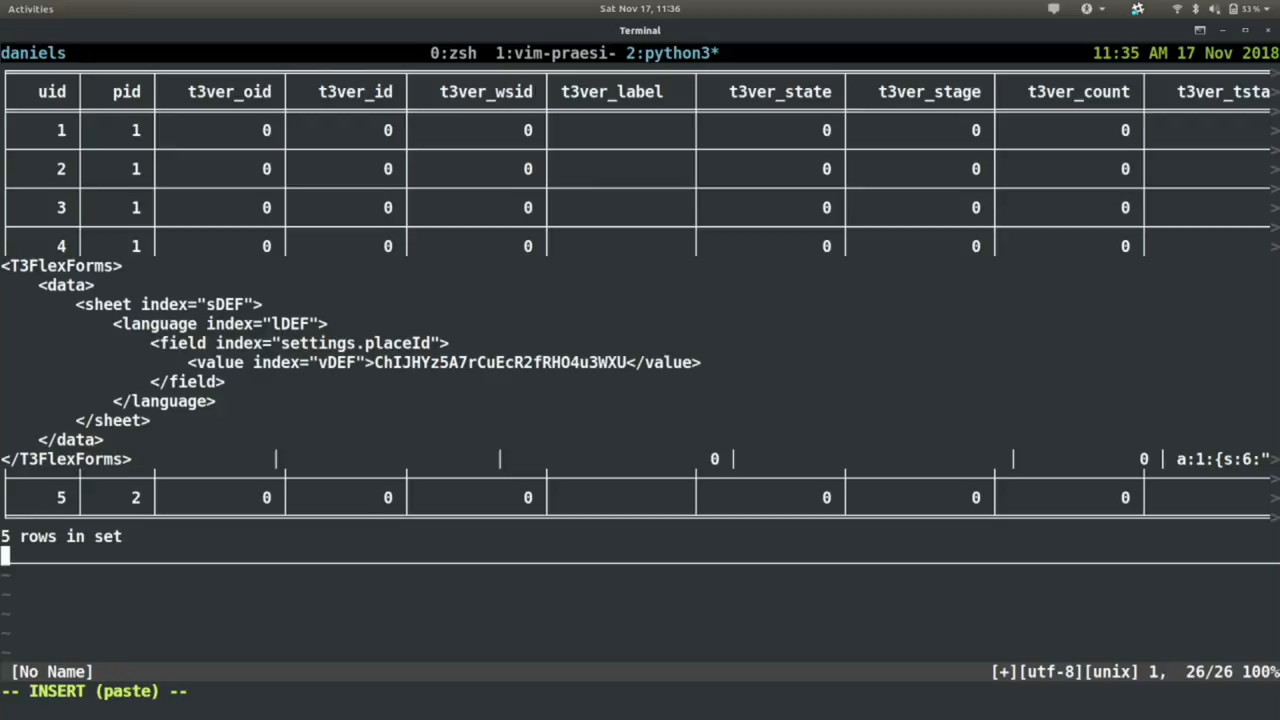 Activities Sat Nov 17, 11:36 53 %
Terminal
daniels 0:zsh 1:vim-praesi- 2:python3* 11:35 AM 17 Nov 2018
uid pid t3ver_oid t3ver_id t3ver_wsid t3ver_label t3ver_state t3ver_stage t3ver_count t3ver_tsta>
1 1 0 0 0 0 0 0 >
2 1 0 0 0 0 0 0 >
3 1 0 0 0 0 0 0 >
4 1 0 0 0 0 0 0 >
<T3FlexForms>
<data>
<sheet index="sDEF">
<language index="lDEF">
<field index="settings.placeId">
<value index="vDEF">ChIJHYz5A7rCuEcR2fRHO4u3WXU</value>
</field>
</language>
</sheet>
</data>
</T3FlexForms> | | 0 | | 0 | a:1:{s:6:">
5 2 0 0 0 0 0 0 >
5 rows in set
~
~
~
~
~
[No Name] [+][utf-8][unix] 1, 26/26 100%
-- INSERT (paste) --